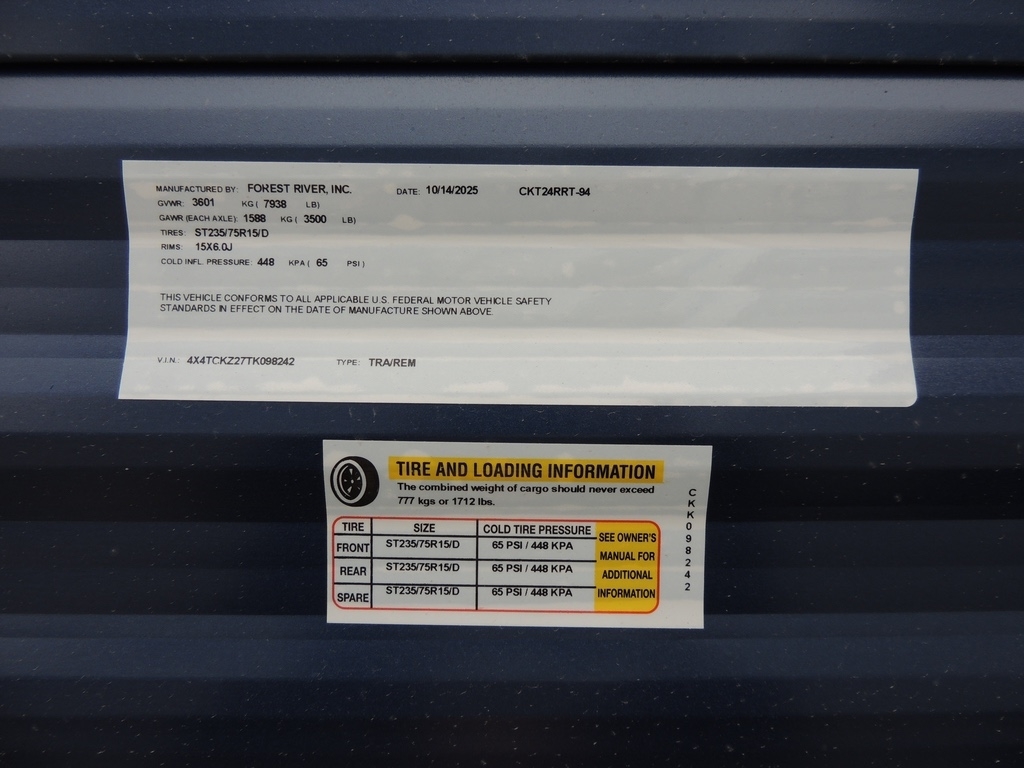 MANUFACTURED BY: FOREST RIVER, INC. DATE: 10/14/2025 CKT24RRT-94
GVWR: 3601 KG ( 7938 LB)
GAWR (EACH AXLE): 1588 KG ( 3500 LB)
TIRES: ST235/75R15/D
RIMS: 15X6.0J
COLD INFL. PRESSURE: 448 KPA ( 65 PSI )
THIS VEHICLE CONFORMS TO ALL APPLICABLE U.S. FEDERAL MOTOR VEHICLE SAFETY
STANDARDS IN EFFECT ON THE DATE OF MANUFACTURE SHOWN ABOVE.
V.I.N.: 4X4TCKZ27TK098242 TYPE: TRA/REM
TIRE AND LOADING INFORMATION
The combined weight of cargo should never exceed
777 kgs or 1712 lbs.
TIRE SIZE COLD TIRE PRESSURE
FRONT ST235/75R15/D 65 PSI / 448 KPA
REAR ST235/75R15/D 65 PSI / 448 KPA
SPARE ST235/75R15/D 65 PSI / 448 KPA
SEE OWNER'S
MANUAL FOR
ADDITIONAL
INFORMATION
CKK098242